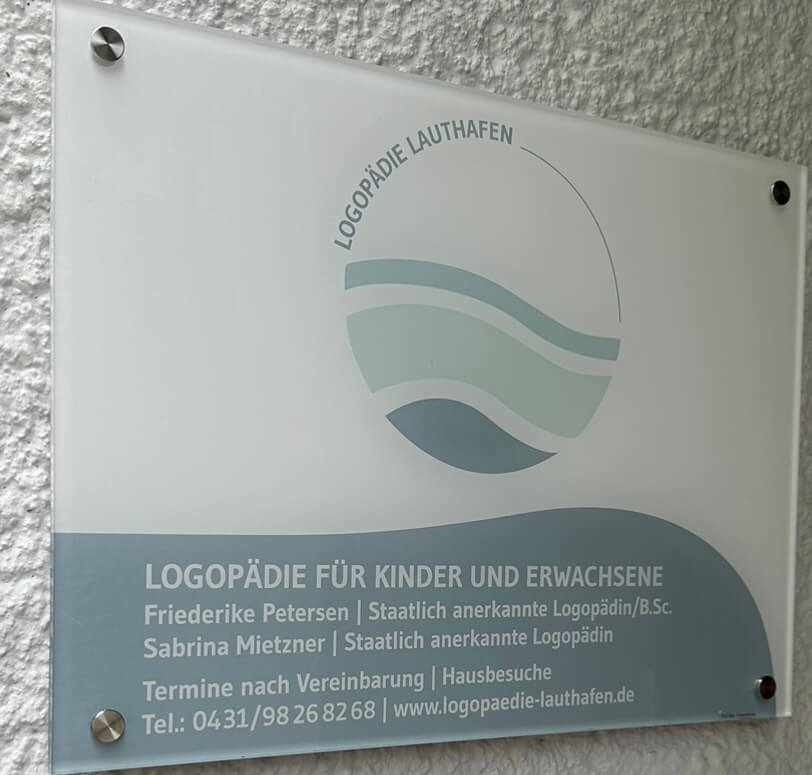 LOGOPÄDIE LAUTHAFEN
LOGOPÄDIE FÜR KINDER UND ERWACHSENE
Friederike Petersen | Staatlich anerkannte Logopädin/B.Sc.
Sabrina Mietzner | Staatlich anerkannte Logopädin
Termine nach Vereinbarung | Hausbesuche
Tel.: 0431/98 26 82 68 | www.logopaedie-lauthafen.de